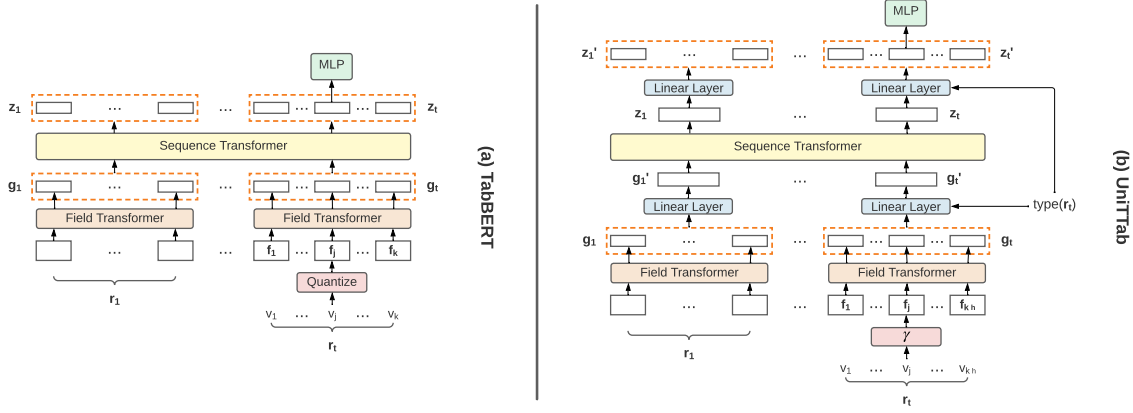 MLP
z1 ... ... zt
Sequence Transformer
g1 ... ... gt
Field Transformer Field Transformer
... ... f1 ... fj ... fk
Quantize
v1 ... vj ... vk
r1
rt
(a) TabBERT
MLP
z1' ... ... zt'
Linear Layer Linear Layer
z1 ... zt
Sequence Transformer
g1' ... gt'
Linear Layer Linear Layer
type(rt)
g1 ... ... gt
Field Transformer Field Transformer
... ... f1 ... fj ... fk h
γ
v1 ... vj ... vk h
r1
rt
(b) UniTTab